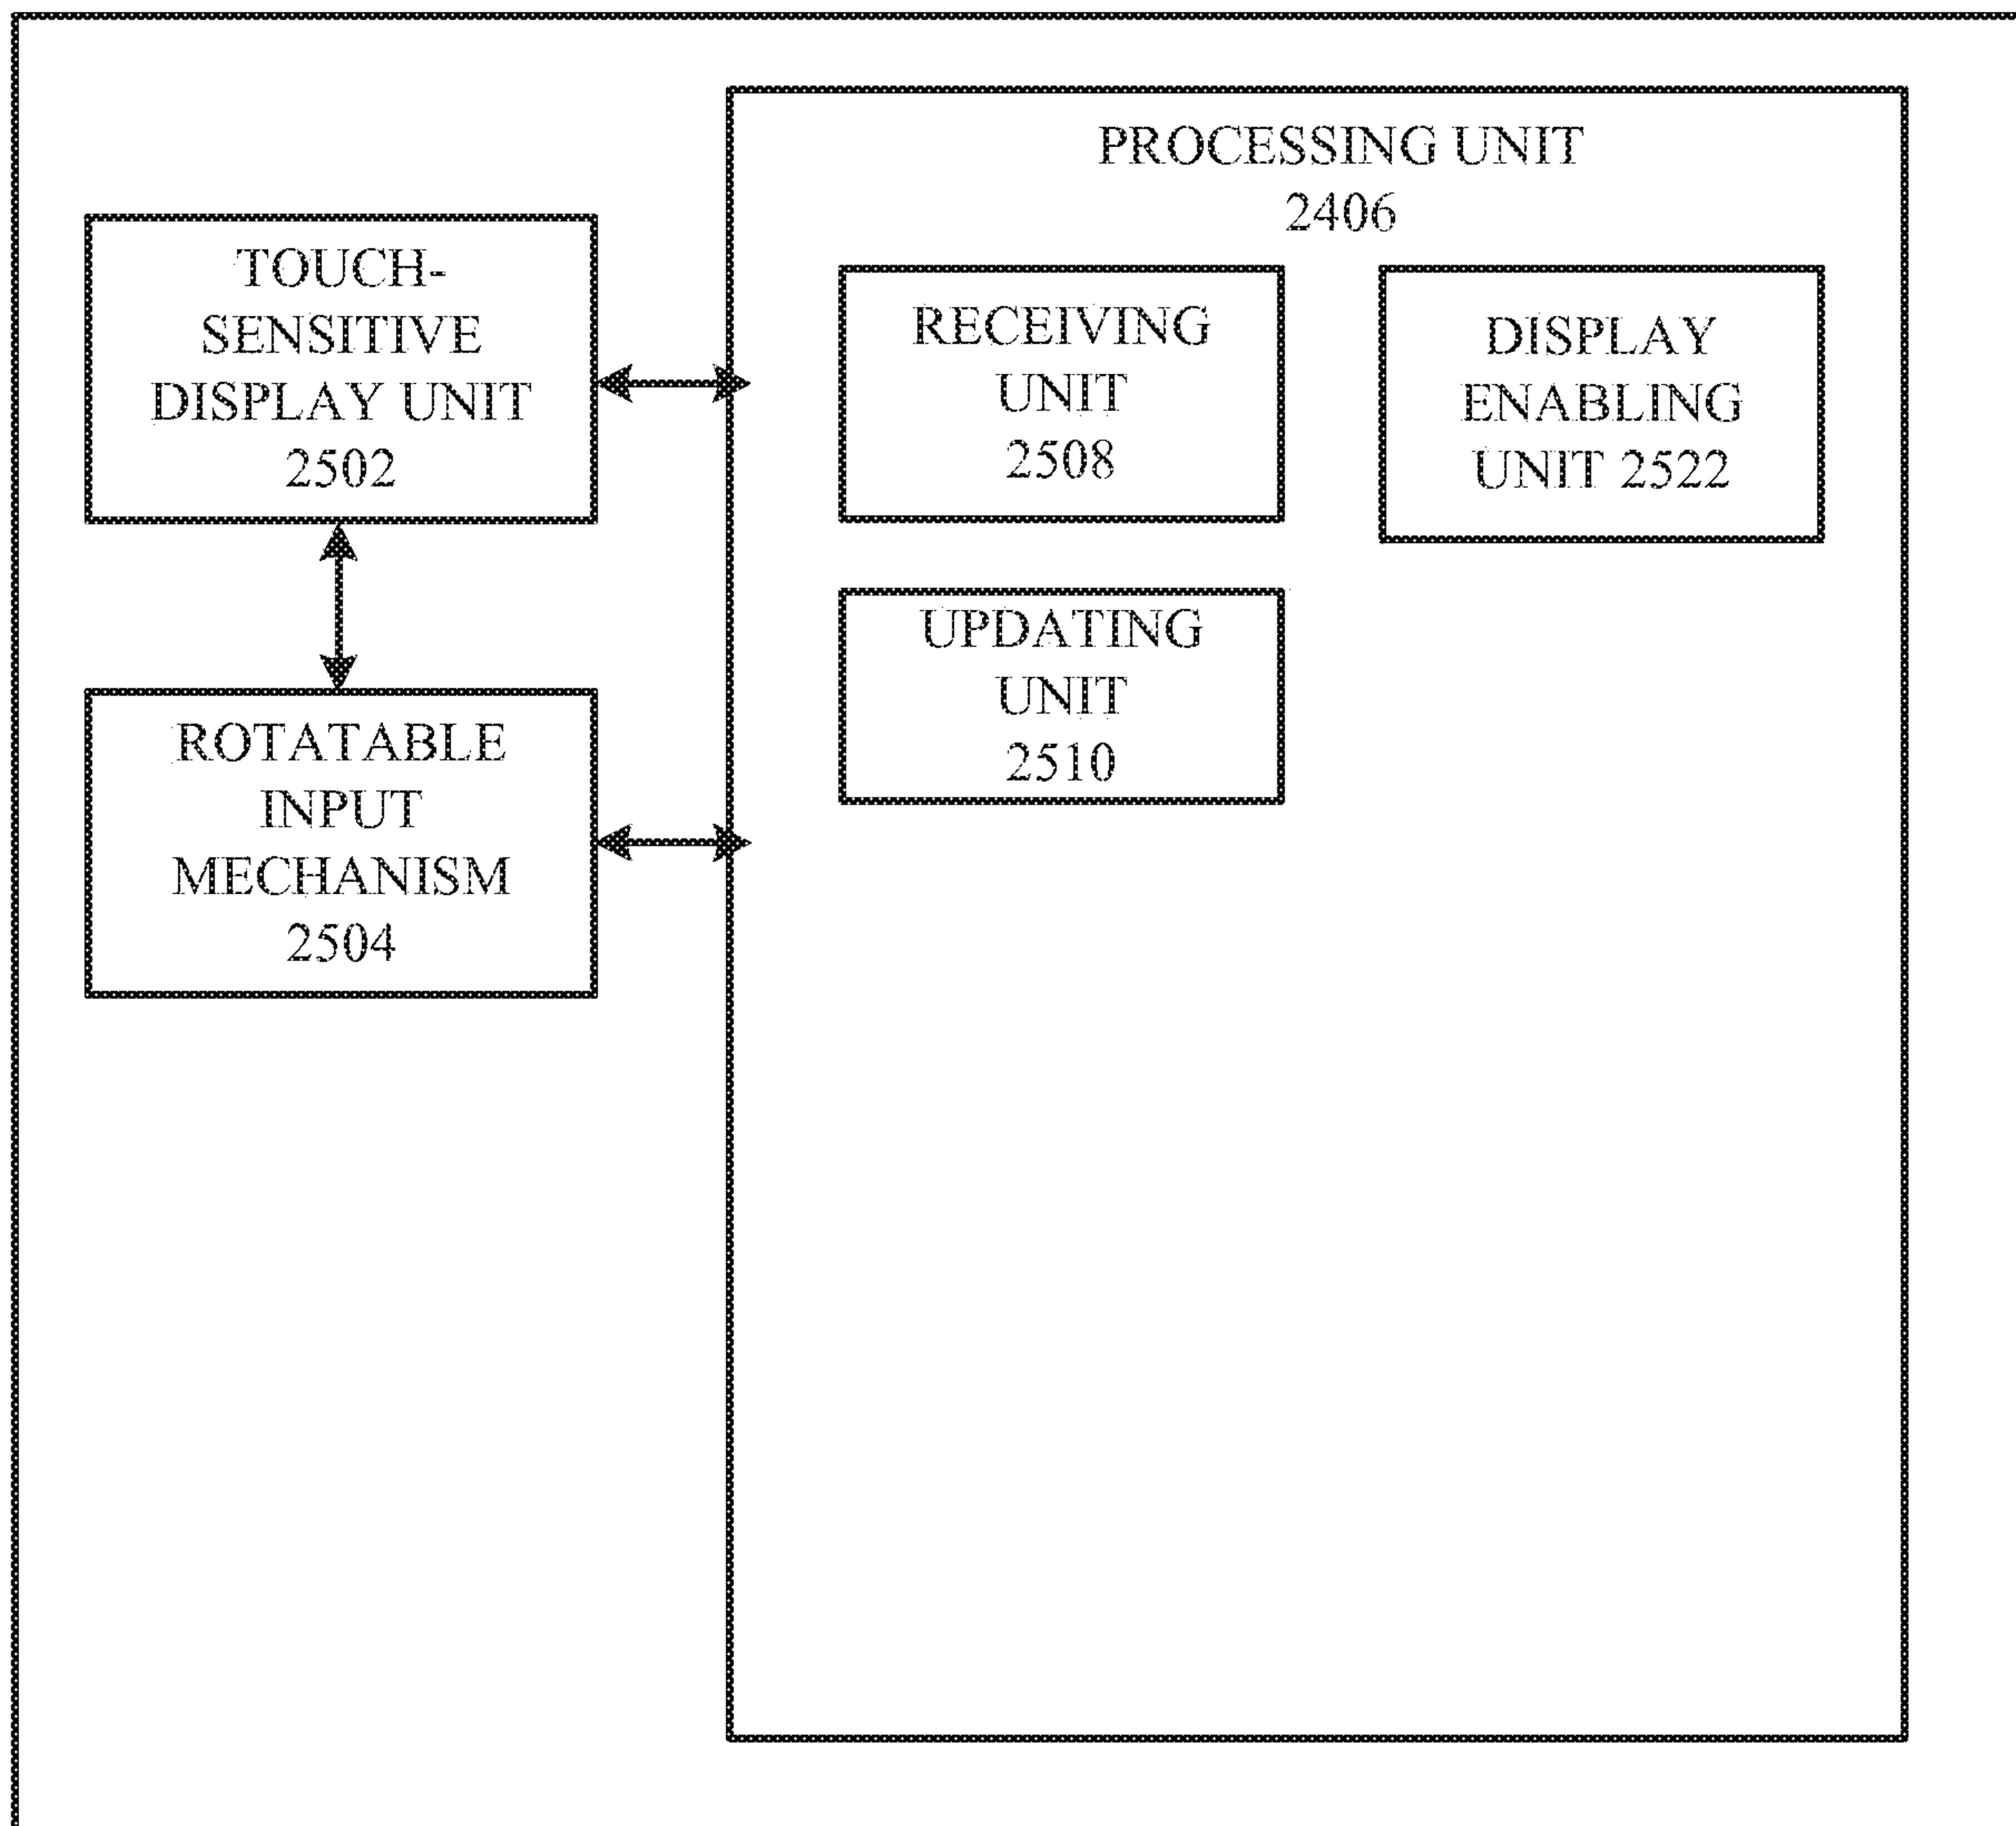 PROCESSING UNIT
2406
TOUCH-
SENSITIVE
DISPLAY UNIT
2502
RECEIVING
UNIT
2508
DISPLAY
ENABLING
UNIT 2522
UPDATING
UNIT
2510
ROTATABLE
INPUT
MECHANISM
2504